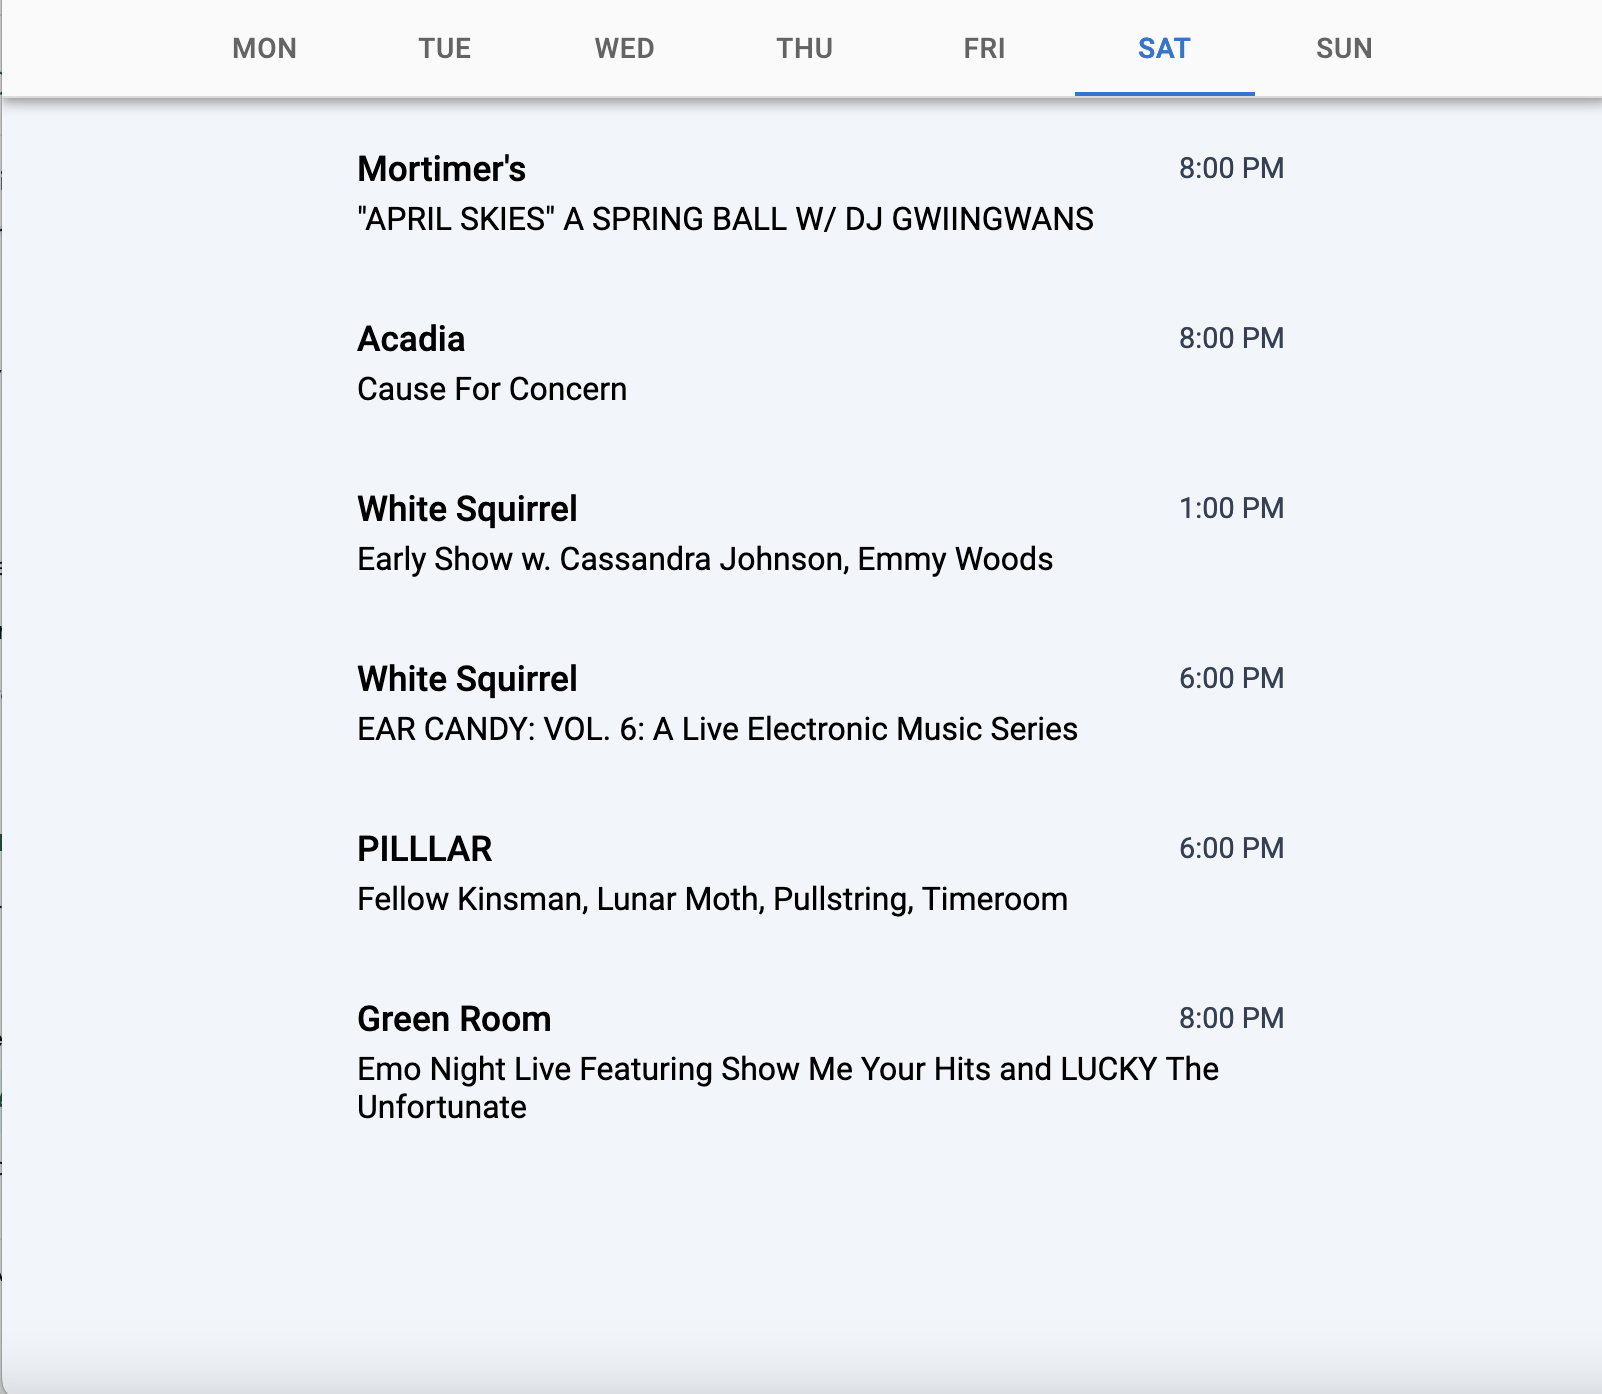 MON TUE WED THU FRI SAT SUN
Mortimer's 8:00 PM
"APRIL SKIES" A SPRING BALL W/ DJ GWIINGWANS
Acadia 8:00 PM
Cause For Concern
White Squirrel 1:00 PM
Early Show w. Cassandra Johnson, Emmy Woods
White Squirrel 6:00 PM
EAR CANDY: VOL. 6: A Live Electronic Music Series
PILLLAR 6:00 PM
Fellow Kinsman, Lunar Moth, Pullstring, Timeroom
Green Room 8:00 PM
Emo Night Live Featuring Show Me Your Hits and LUCKY The
Unfortunate